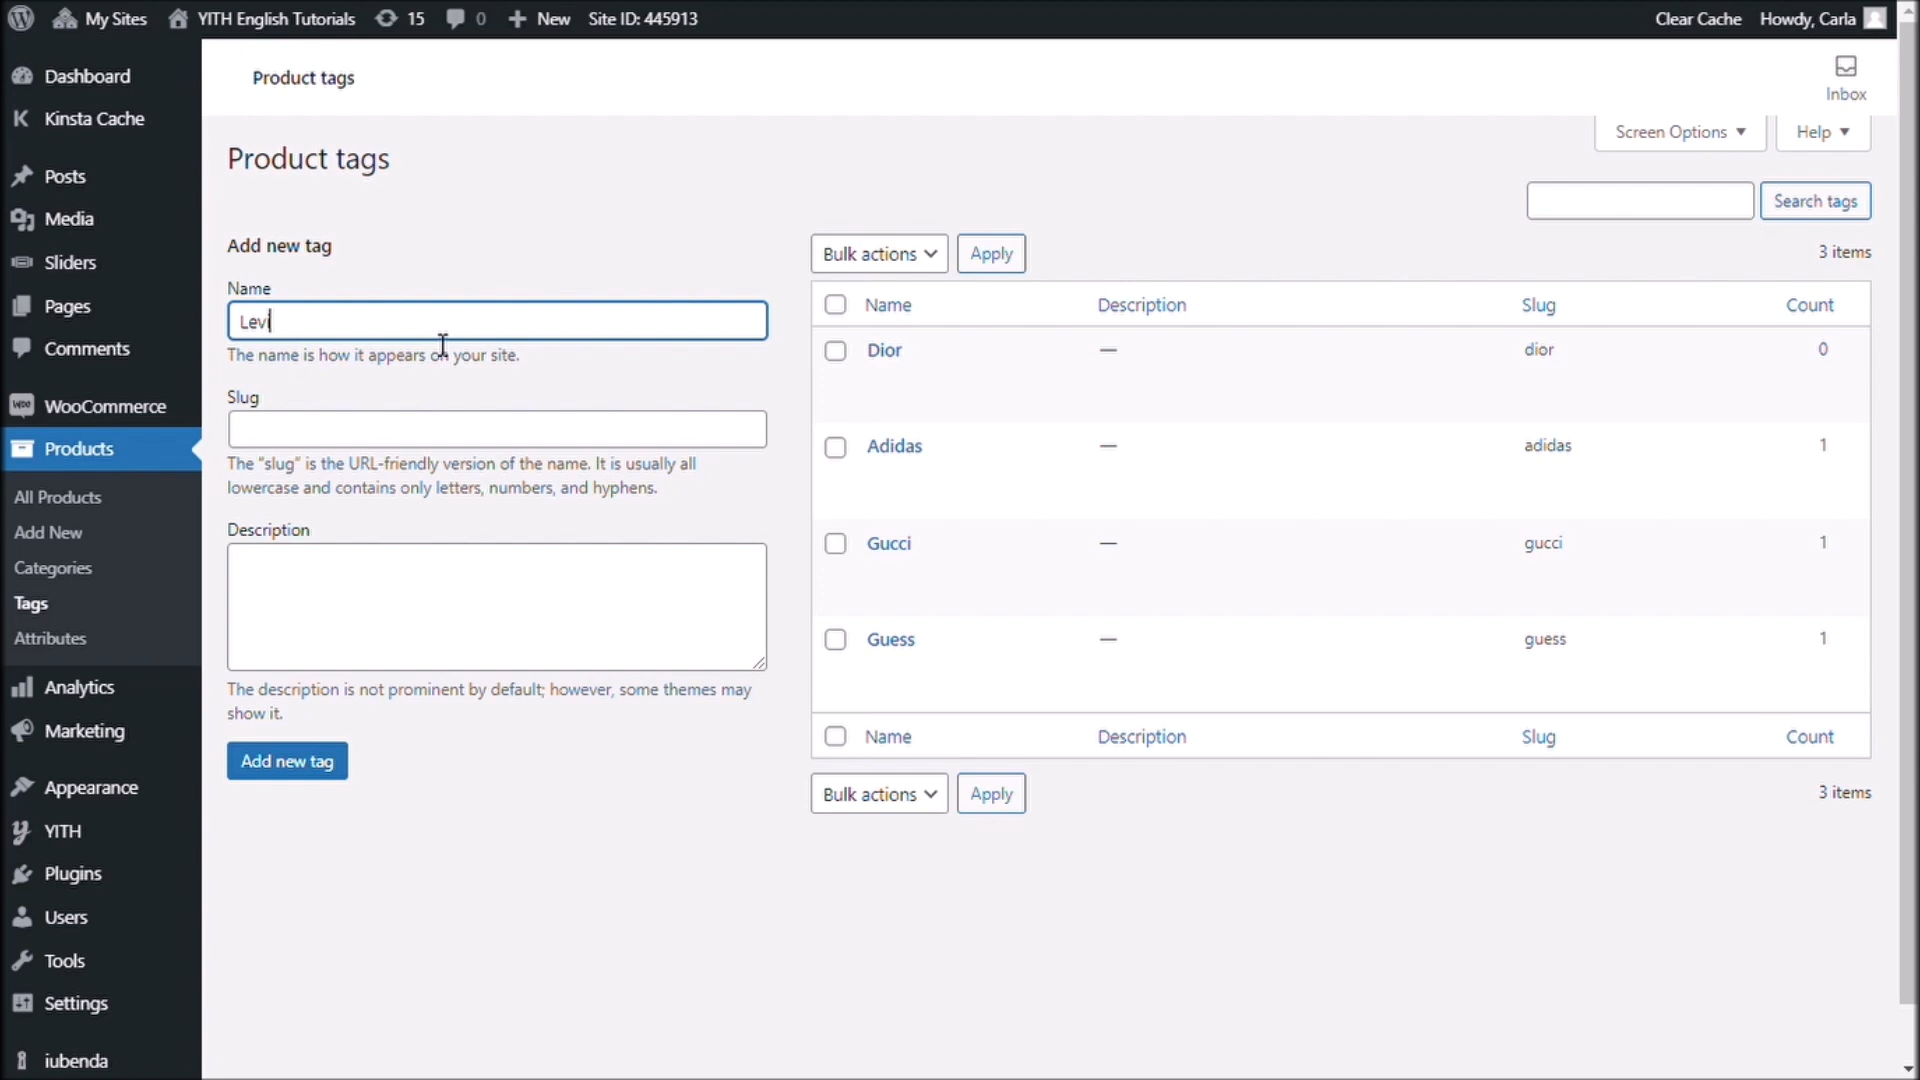 My Sites
YITH English Tutorials
15
0
New
Site ID: 445913
Clear Cache
Howdy, Carla
Dashboard
Kinsta Cache
Posts
Media
Sliders
Pages
Comments
WooCommerce
Products
All Products
Add New
Categories
Tags
Attributes
Analytics
Marketing
Appearance
YITH
Plugins
Users
Tools
Settings
iubenda
Product tags
Inbox
Screen Options
Help
Product tags
Search tags
Add new tag
Name
Levi
The name is how it appears on your site.
Slug
The "slug" is the URL-friendly version of the name. It is usually all
lowercase and contains only letters, numbers, and hyphens.
Description
The description is not prominent by default; however, some themes may
show it.
Add new tag
Bulk actions
Apply
3 items
Name Description Slug Count
Dior — dior 0
Adidas — adidas 1
Gucci — gucci 1
Guess — guess 1
Name Description Slug Count
Bulk actions
Apply
3 items